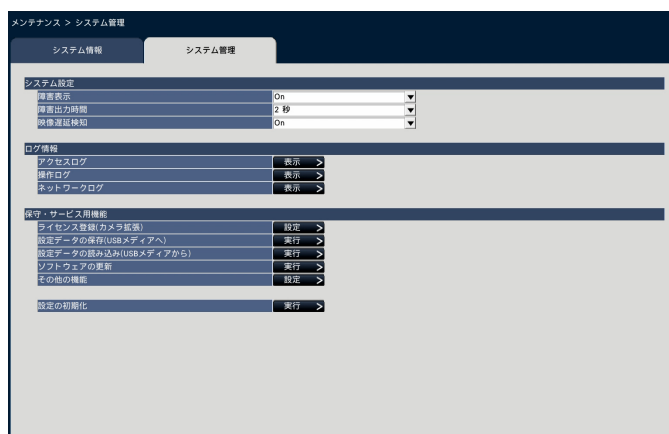 メンテナンス > システム管理
システム情報 システム管理
システム設定
障害表示 On
障害出力時間 2 秒
映像遅延検知 On
ログ情報
アクセスログ 表示 >
操作ログ 表示 >
ネットワークログ 表示 >
保守・サービス用機能
ライセンス登録(カメラ拡張) 設定 >
設定データの保存(USBメディアへ) 実行 >
設定データの読み込み(USBメディアから) 実行 >
ソフトウェアの更新 実行 >
その他の機能 設定 >
設定の初期化 実行 >